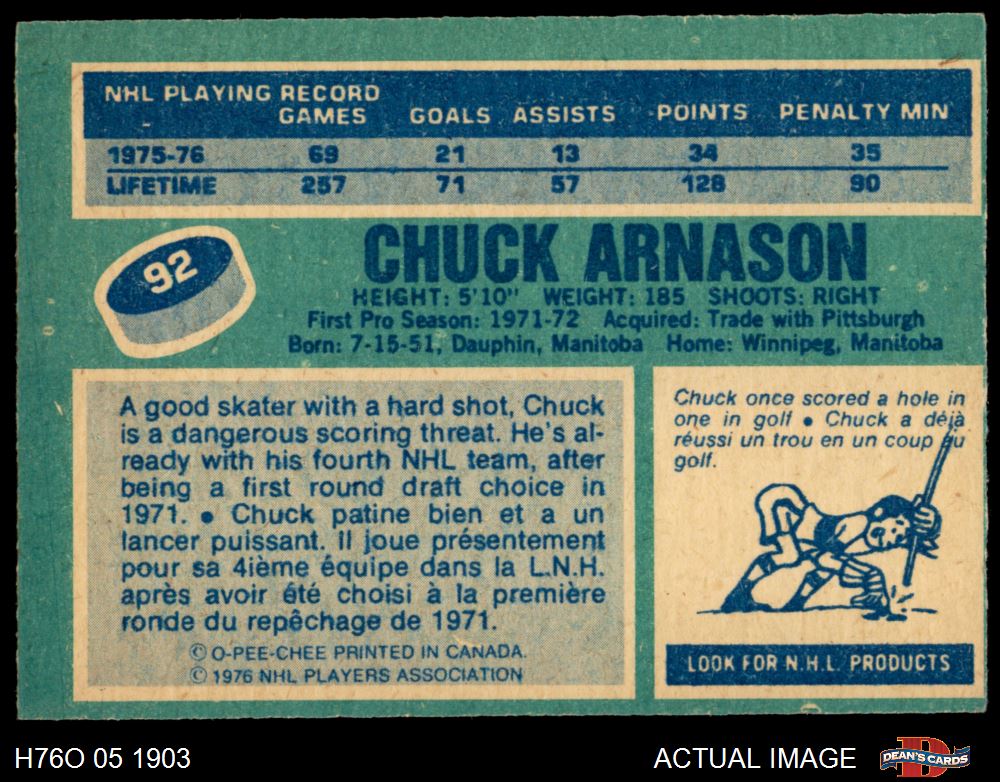 NHL PLAYING RECORD
GAMES GOALS ASSISTS POINTS PENALTY MIN
1975-76 69 21 13 34 35
LIFETIME 257 71 57 128 90
92
CHUCK ARNASON
HEIGHT: 5'10" WEIGHT: 185 SHOOTS: RIGHT
First Pro Season: 1971-72 Acquired: Trade with Pittsburgh
Born: 7-15-51, Dauphin, Manitoba Home: Winnipeg, Manitoba
A good skater with a hard shot, Chuck
is a dangerous scoring threat. He's al-
ready with his fourth NHL team, after
being a first round draft choice in
1971. ● Chuck patine bien et a un
lancer puissant. Il joue présentement
pour sa 4ième équipe dans la L.N.H.
après avoir été choisi à la première
ronde du repêchage de 1971.
© O-PEE-CHEE PRINTED IN CANADA.
© 1976 NHL PLAYERS ASSOCIATION
Chuck once scored a hole in
one in golf ● Chuck a déjà
réussi un trou en un coup au
golf.
LOOK FOR N.H.L. PRODUCTS
H76O 05 1903
ACTUAL IMAGE
D
DEAN'S CARDS